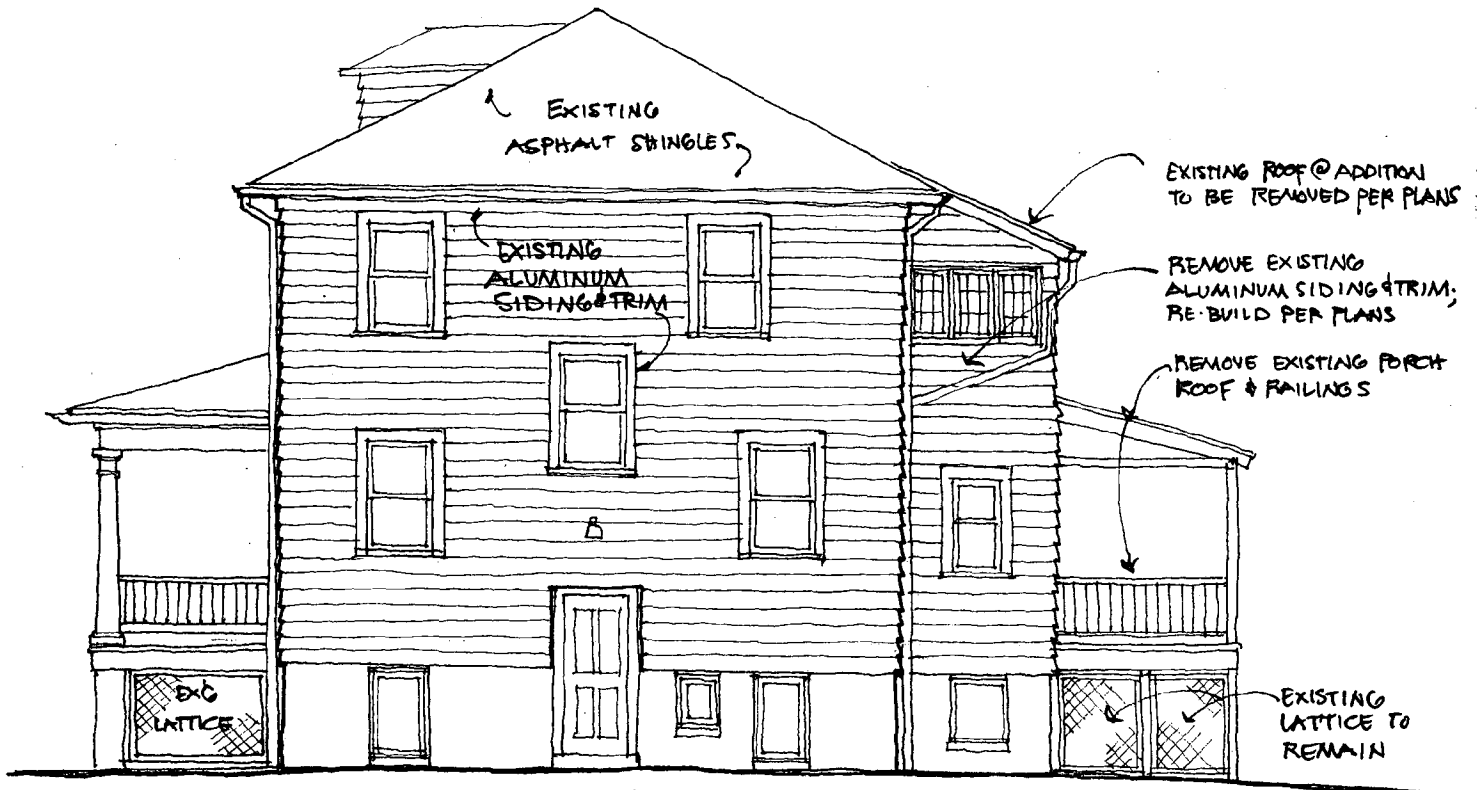 EXISTING
ASPHALT SHINGLES
EXISTING ROOF @ ADDITION
TO BE REMOVED PER PLANS
EXISTING
ALUMINUM
SIDING & TRIM
REMOVE EXISTING
ALUMINUM SIDING & TRIM;
RE-BUILD PER PLANS
REMOVE EXISTING PORCH
ROOF & RAILINGS
EXG
LATTICE
EXISTING
LATTICE TO
REMAIN